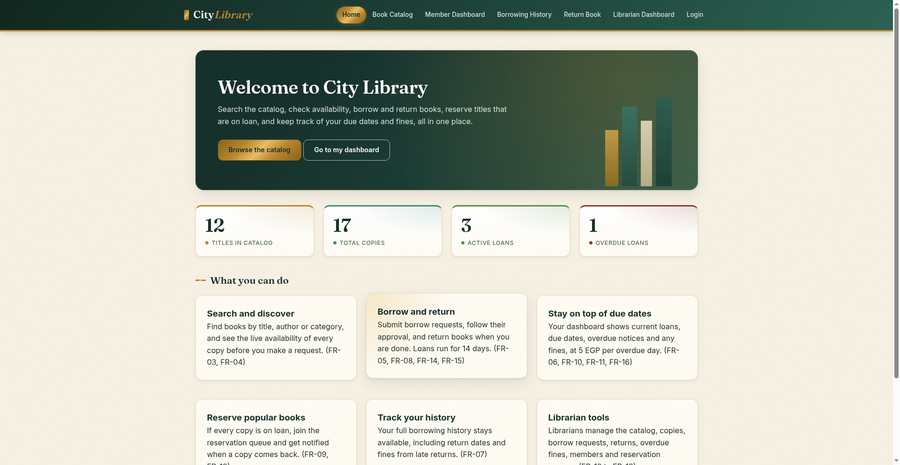 CityLibrary
Home Book Catalog Member Dashboard Borrowing History Return Book Librarian Dashboard Login
Welcome to City Library
Search the catalog, check availability, borrow and return books, reserve titles that
are on loan, and keep track of your due dates and fines, all in one place.
Browse the catalog Go to my dashboard
12
TITLES IN CATALOG
17
TOTAL COPIES
3
ACTIVE LOANS
1
OVERDUE LOANS
What you can do
Search and discover
Find books by title, author or category,
and see the live availability of every
copy before you make a request. (FR-
03, FR-04)
Borrow and return
Submit borrow requests, follow their
approval, and return books when you
are done. Loans run for 14 days. (FR-
05, FR-08, FR-14, FR-15)
Stay on top of due dates
Your dashboard shows current loans,
due dates, overdue notices and any
fines, at 5 EGP per overdue day. (FR-
06, FR-10, FR-11, FR-16)
Reserve popular books
If every copy is on loan, join the
reservation queue and get notified
when a copy comes back. (FR-09,
Track your history
Your full borrowing history stays
available, including return dates and
fines from late returns. (FR-07)
Librarian tools
Librarians manage the catalog, copies,
borrow requests, returns, overdue
fines, members and reservation